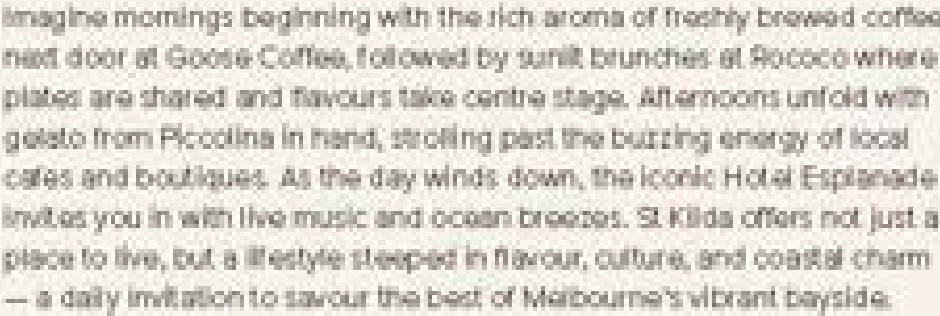 Imagine mornings beginning with the rich aroma of freshly brewed coffee
next door at Goose Coffee, followed by sunlit brunches at Rococo where
plates are shared and flavours take centre stage. Afternoons unfold with
gelato from Piccolina in hand, strolling past the buzzing energy of local
cafes and boutiques. As the day winds down, the iconic Hotel Esplanade
invites you in with live music and ocean breezes. St Kilda offers not just a
place to live, but a lifestyle steeped in flavour, culture, and coastal charm
— a daily invitation to savour the best of Melbourne's vibrant bayside.